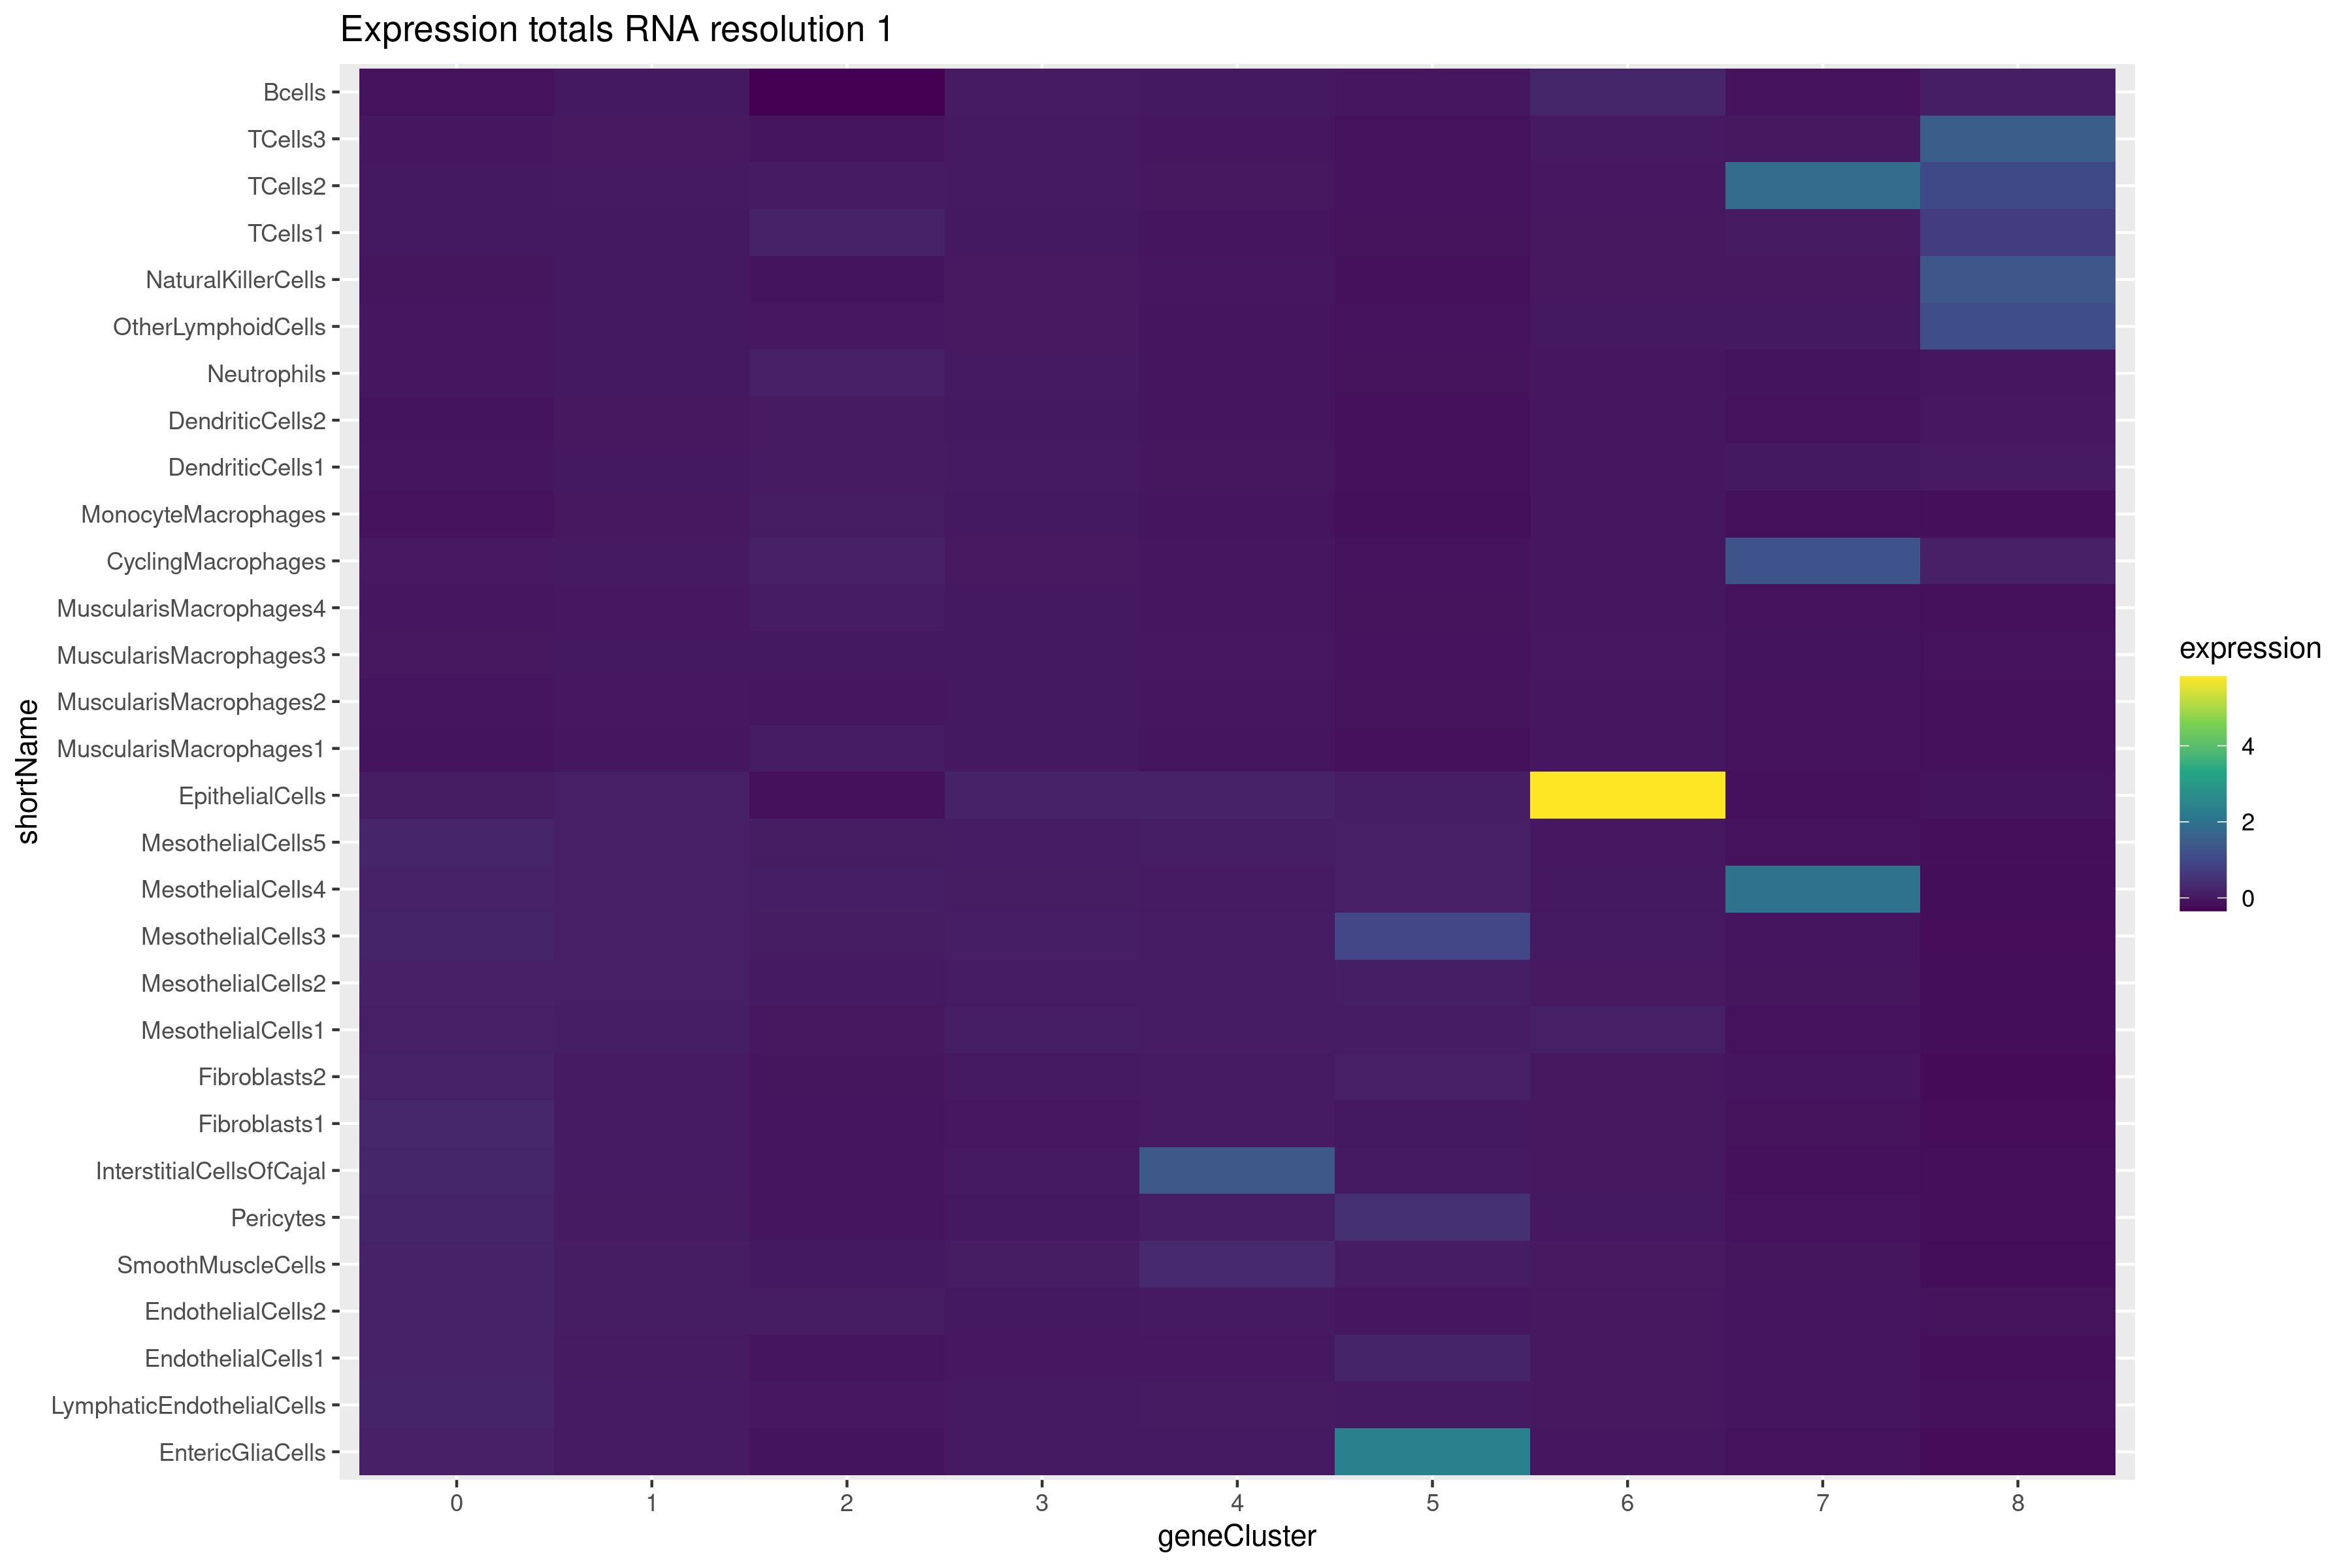 Expression totals RNA resolution 1
Bcells
TCells3
TCells2
TCells1
NaturalKillerCells
OtherLymphoidCells
Neutrophils
DendriticCells2
DendriticCells1
MonocyteMacrophages
CyclingMacrophages
MuscularisMacrophages4
MuscularisMacrophages3
MuscularisMacrophages2
MuscularisMacrophages1
EpithelialCells
MesothelialCells5
MesothelialCells4
MesothelialCells3
MesothelialCells2
MesothelialCells1
Fibroblasts2
Fibroblasts1
InterstitialCellsOfCajal
Pericytes
SmoothMuscleCells
EndothelialCells2
EndothelialCells1
LymphaticEndothelialCells
EntericGliaCells
shortName
0 1 2 3 4 5 6 7 8
geneCluster
expression
4
2
0